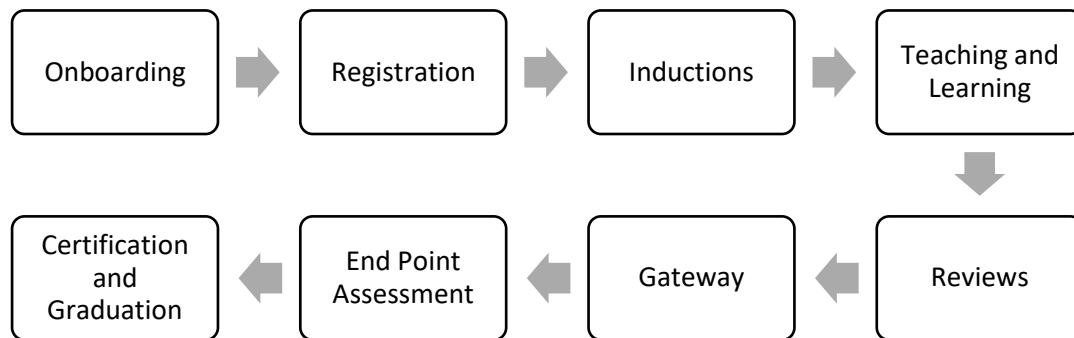 Onboarding
Registration
Inductions
Teaching and
Learning
Reviews
Gateway
End Point
Assessment
Certification
and
Graduation